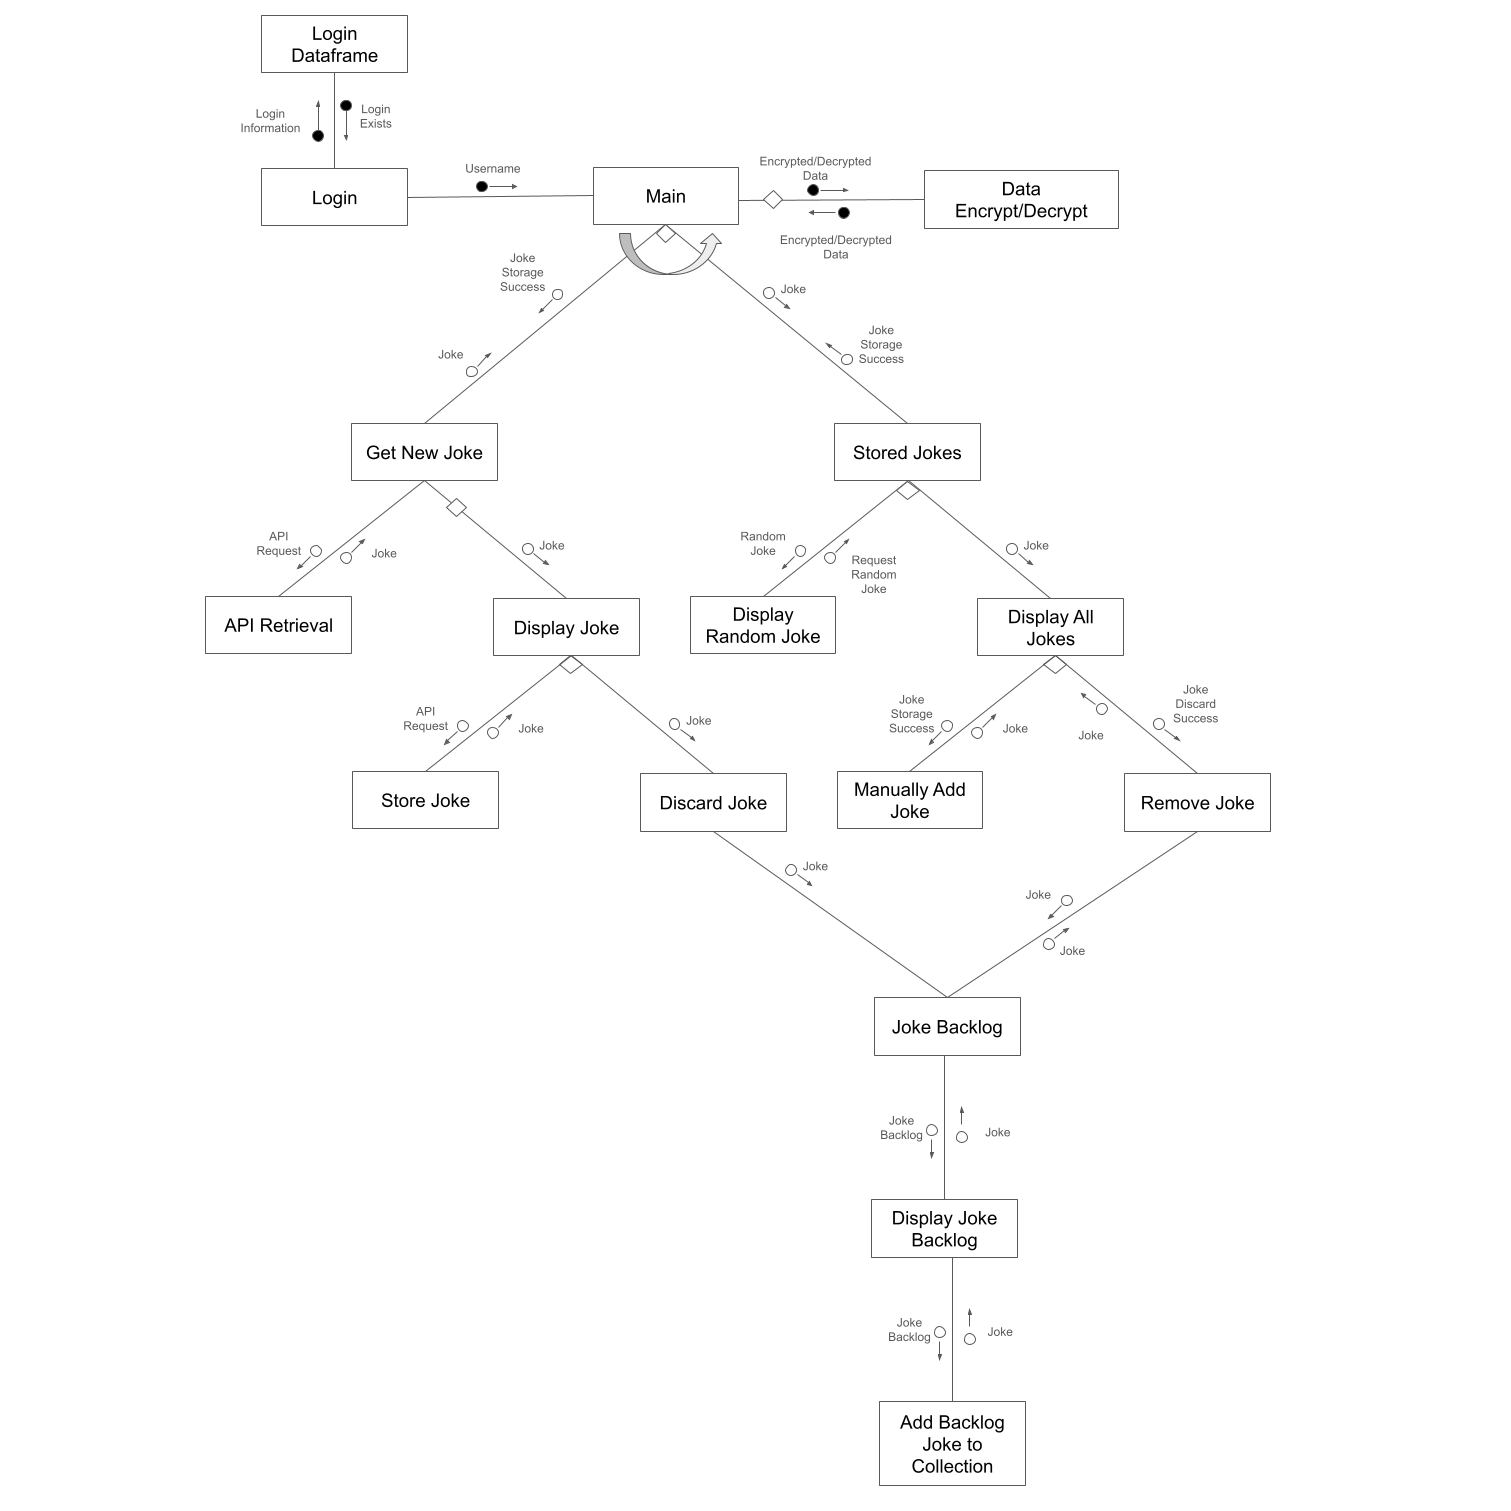 Login
Dataframe
Login
Information
Login
Exists
Login
Username
Main
Encrypted/Decrypted
Data
Encrypted/Decrypted
Data
Data
Encrypt/Decrypt
Joke
Storage
Success
Joke
Joke
Joke
Storage
Success
Get New Joke
Stored Jokes
API
Request
Joke
Joke
Random
Joke
Request
Random
Joke
Joke
API Retrieval
Display Joke
Display
Random Joke
Display All
Jokes
API
Request
Joke
Joke
Joke
Storage
Success
Joke
Joke
Joke
Discard
Success
Store Joke
Discard Joke
Manually Add
Joke
Remove Joke
Joke
Joke
Joke
Joke Backlog
Joke
Backlog
Joke
Display Joke
Backlog
Joke
Backlog
Joke
Add Backlog
Joke to
Collection